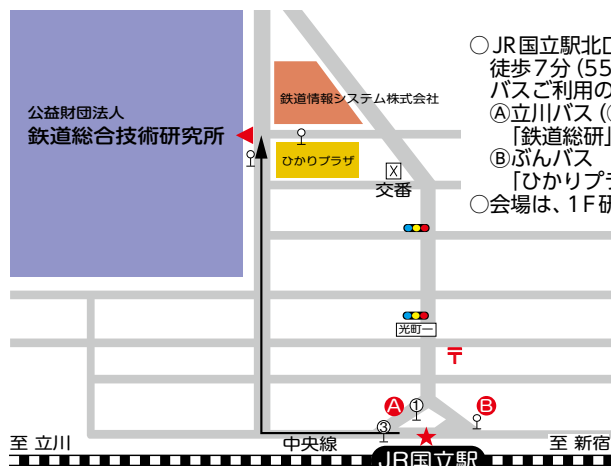 ○JR国立駅北口
徒歩7分(55
バスご利用の
Ⓐ立川バス(
「鉄道総研」
Ⓑぶんバス
「ひかりプラ
○会場は、1F研
鉄道情報システム株式会社
公益財団法人
鉄道総合技術研究所
ひかりプラザ
X
交番
光町一
〒
A
①
B
③
至 立川
中央線
至 新宿
JR国立駅